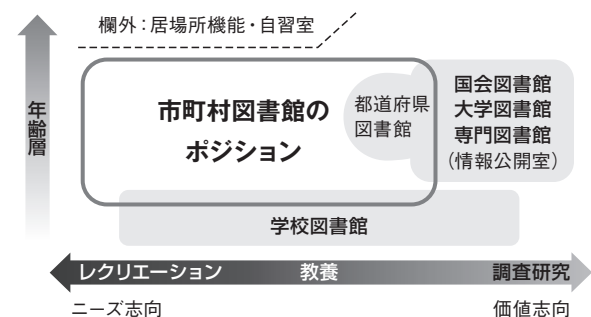 欄外：居場所機能・自習室
年齢層
市町村図書館の
ポジション
都道府県
図書館
国会図書館
大学図書館
専門図書館
(情報公開室)
学校図書館
レクリエーション 教養 調査研究
ニーズ志向 価値志向